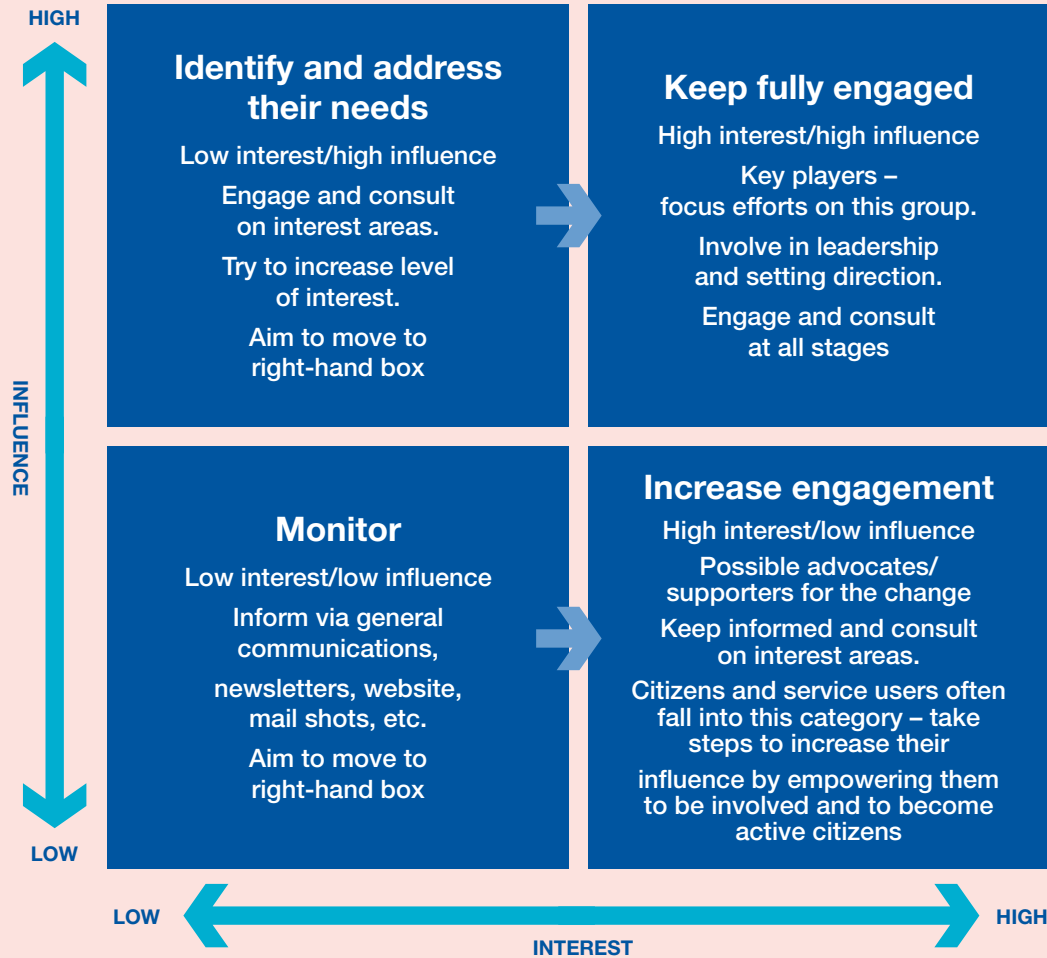 HIGH
Identify and address
their needs
Low interest/high influence
Engage and consult
on interest areas.
Try to increase level
of interest.
Aim to move to
right-hand box
Keep fully engaged
High interest/high influence
Key players –
focus efforts on this group.
Involve in leadership
and setting direction.
Engage and consult
at all stages
INFLUENCE
Monitor
Low interest/low influence
Inform via general
communications,
newsletters, website,
mail shots, etc.
Aim to move to
right-hand box
Increase engagement
High interest/low influence
Possible advocates/
supporters for the change
Keep informed and consult
on interest areas.
Citizens and service users often
fall into this category – take
steps to increase their
influence by empowering them
to be involved and to become
active citizens
LOW
LOW
HIGH
INTEREST